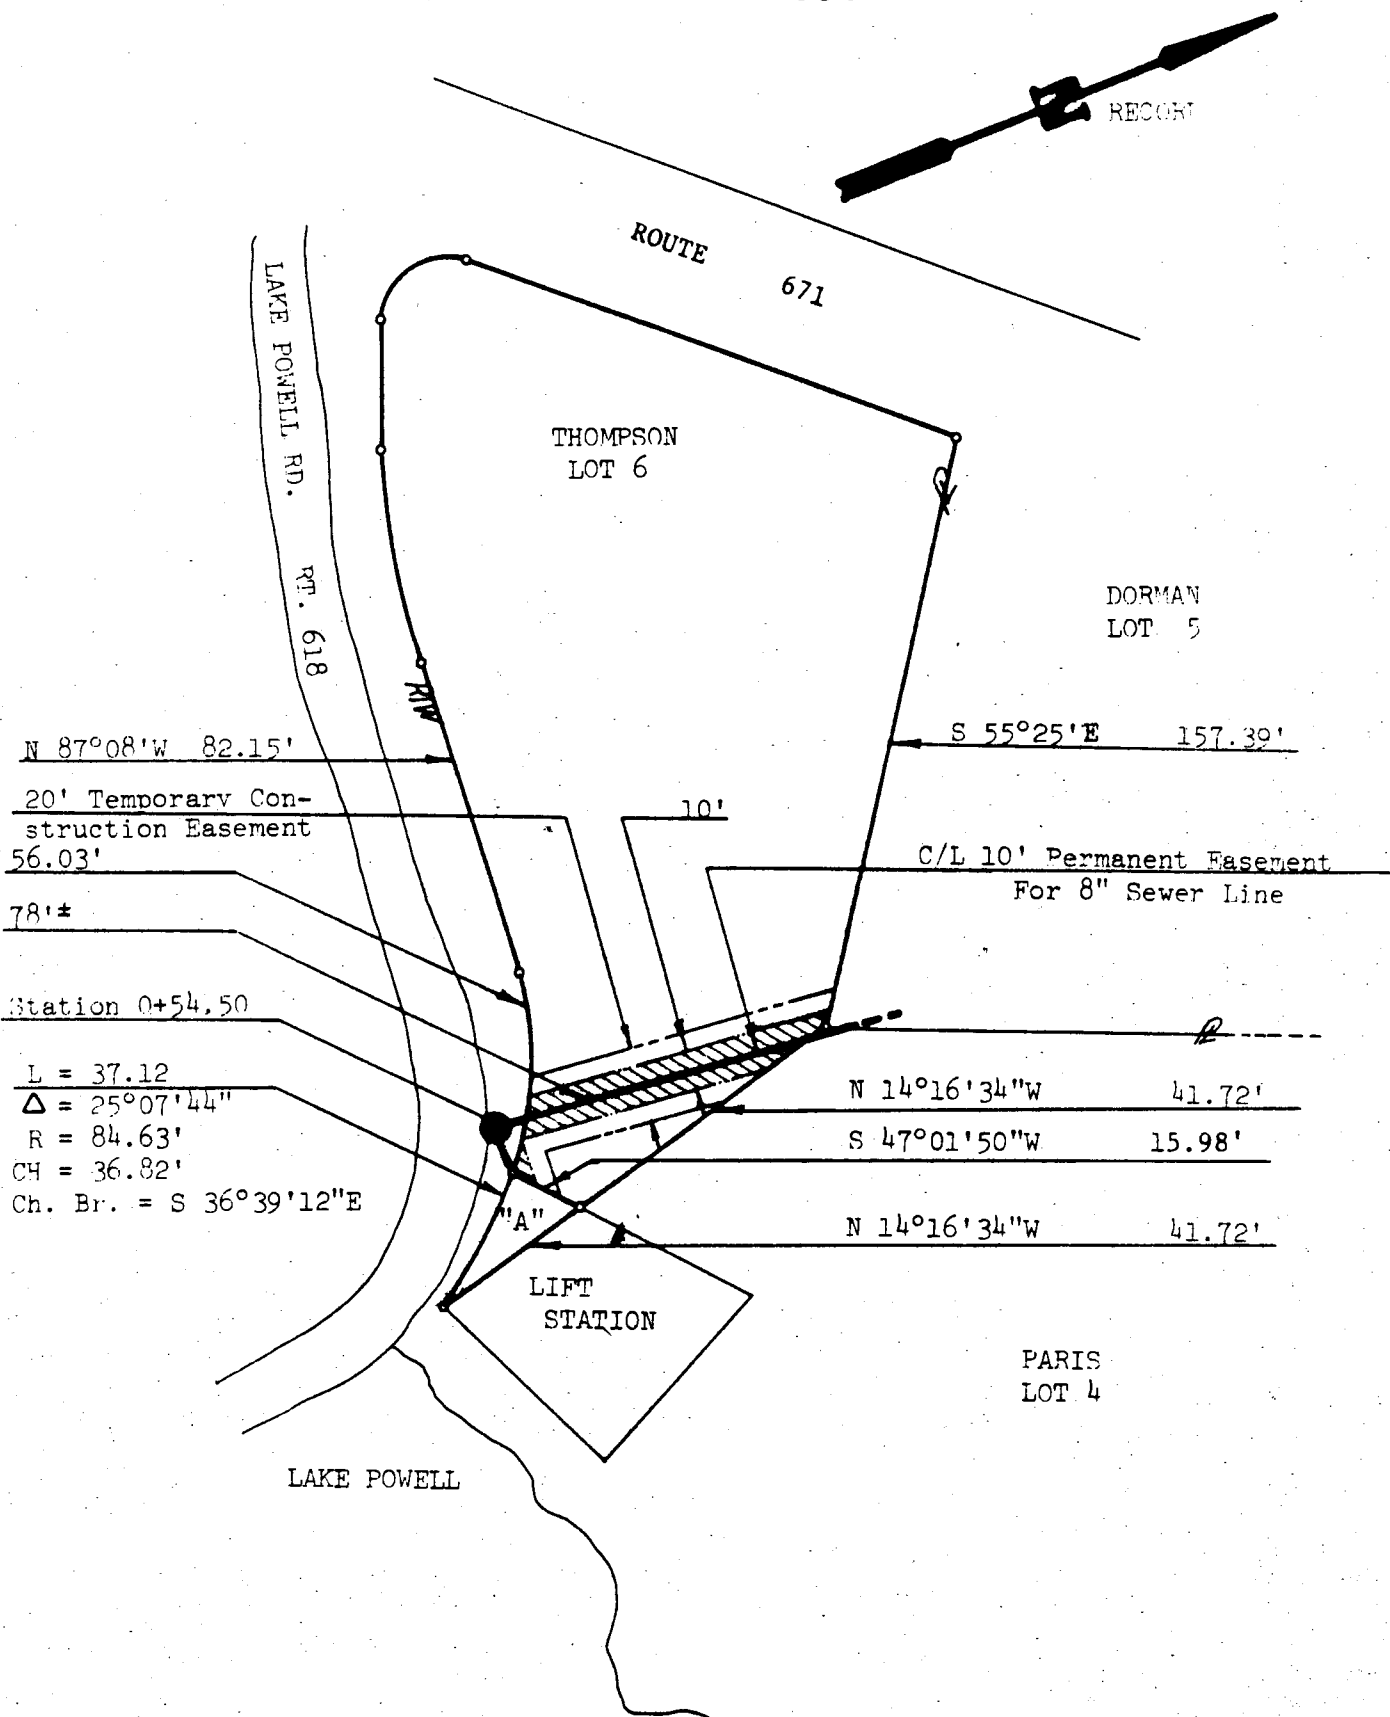 ROUTE 671
LAKE POWELL RD. RT. 618
THOMPSON
LOT 6
DORMAN
LOT 5
R/W
N 87°08'W 82.15'
S 55°25'E 157.39'
20' Temporary Con-
struction Easement
10'
56.03'
C/L 10' Permanent Easement
For 8" Sewer Line
78'±
Station 0+54.50
L = 37.12
Δ = 25°07'44"
R = 84.63'
CH = 36.82'
Ch. Br. = S 36°39'12"E
N 14°16'34"W 41.72'
S 47°01'50"W 15.98'
"A"
N 14°16'34"W 41.72'
LIFT
STATION
PARIS
LOT 4
LAKE POWELL